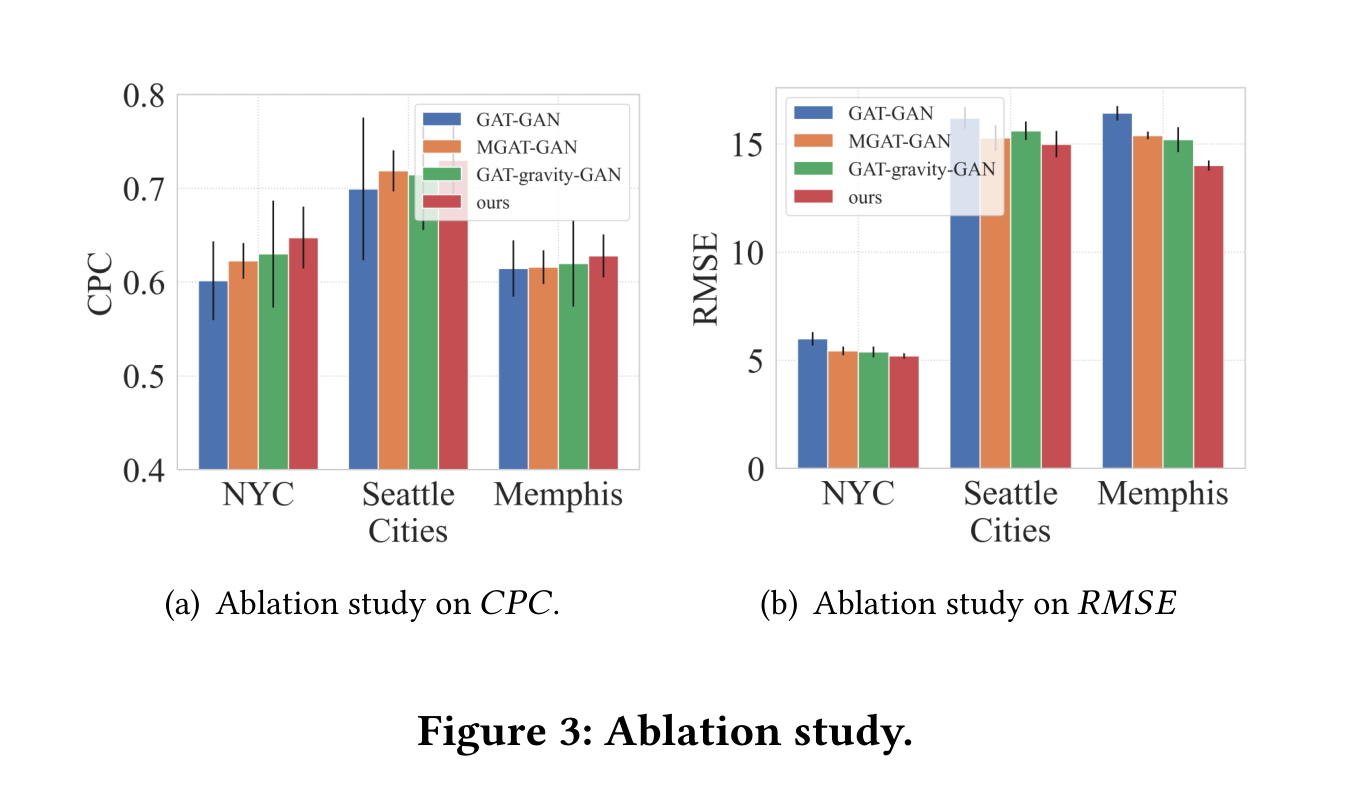 0.8
0.7
0.6
0.5
0.4
CPC
GAT-GAN
MGAT-GAN
GAT-gravity-GAN
ours
NYC
Seattle
Memphis
Cities
(a) Ablation study on CPC.
15
10
5
0
RMSE
GAT-GAN
MGAT-GAN
GAT-gravity-GAN
ours
NYC
Seattle
Memphis
Cities
(b) Ablation study on RMSE
Figure 3: Ablation study.